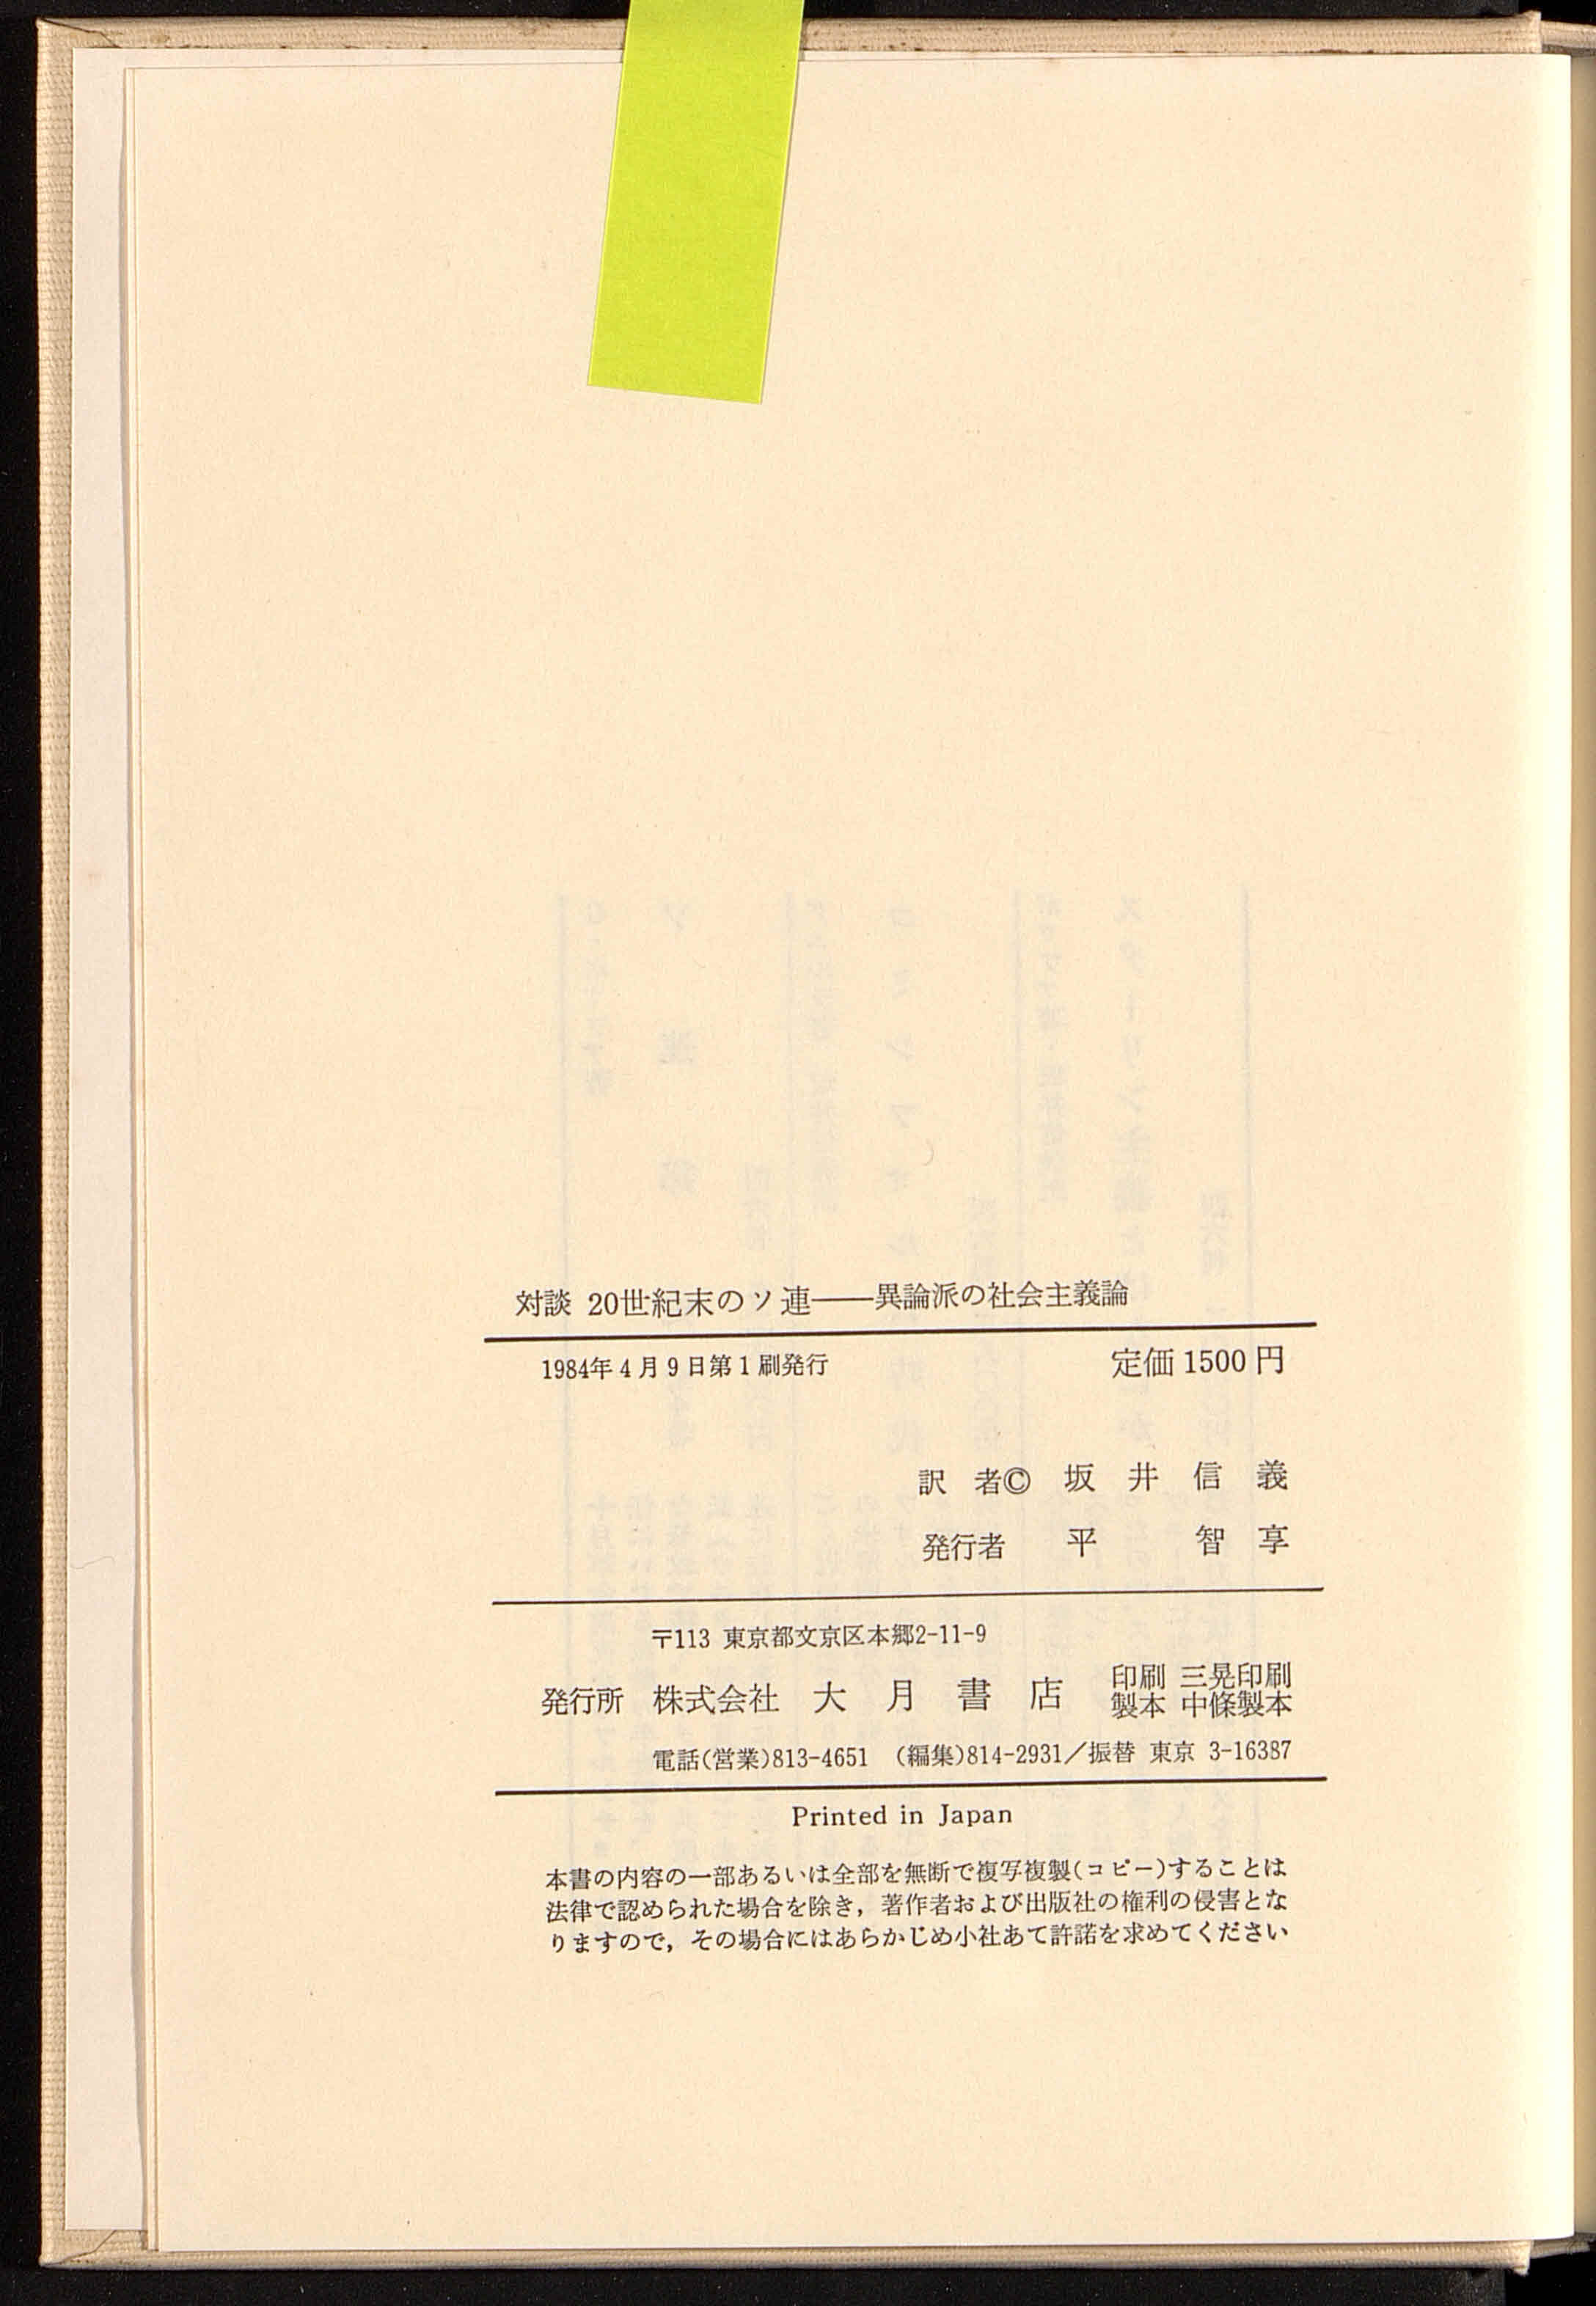 対談 20世紀末のソ連――異論派の社会主義論
1984年4月9日第1刷発行 定価1500円
訳 者© 坂 井 信 義
発行者 平 智 享
〒113 東京都文京区本郷2-11-9
発行所 株式会社 大 月 書 店
印刷 三晃印刷
製本 中條製本
電話(営業)813-4651 (編集)814-2931/振替 東京 3-16387
Printed in Japan
本書の内容の一部あるいは全部を無断で複写複製(コピー)することは
法律で認められた場合を除き,著作者および出版社の権利の侵害とな
りますので,その場合にはあらかじめ小社あて許諾を求めてください